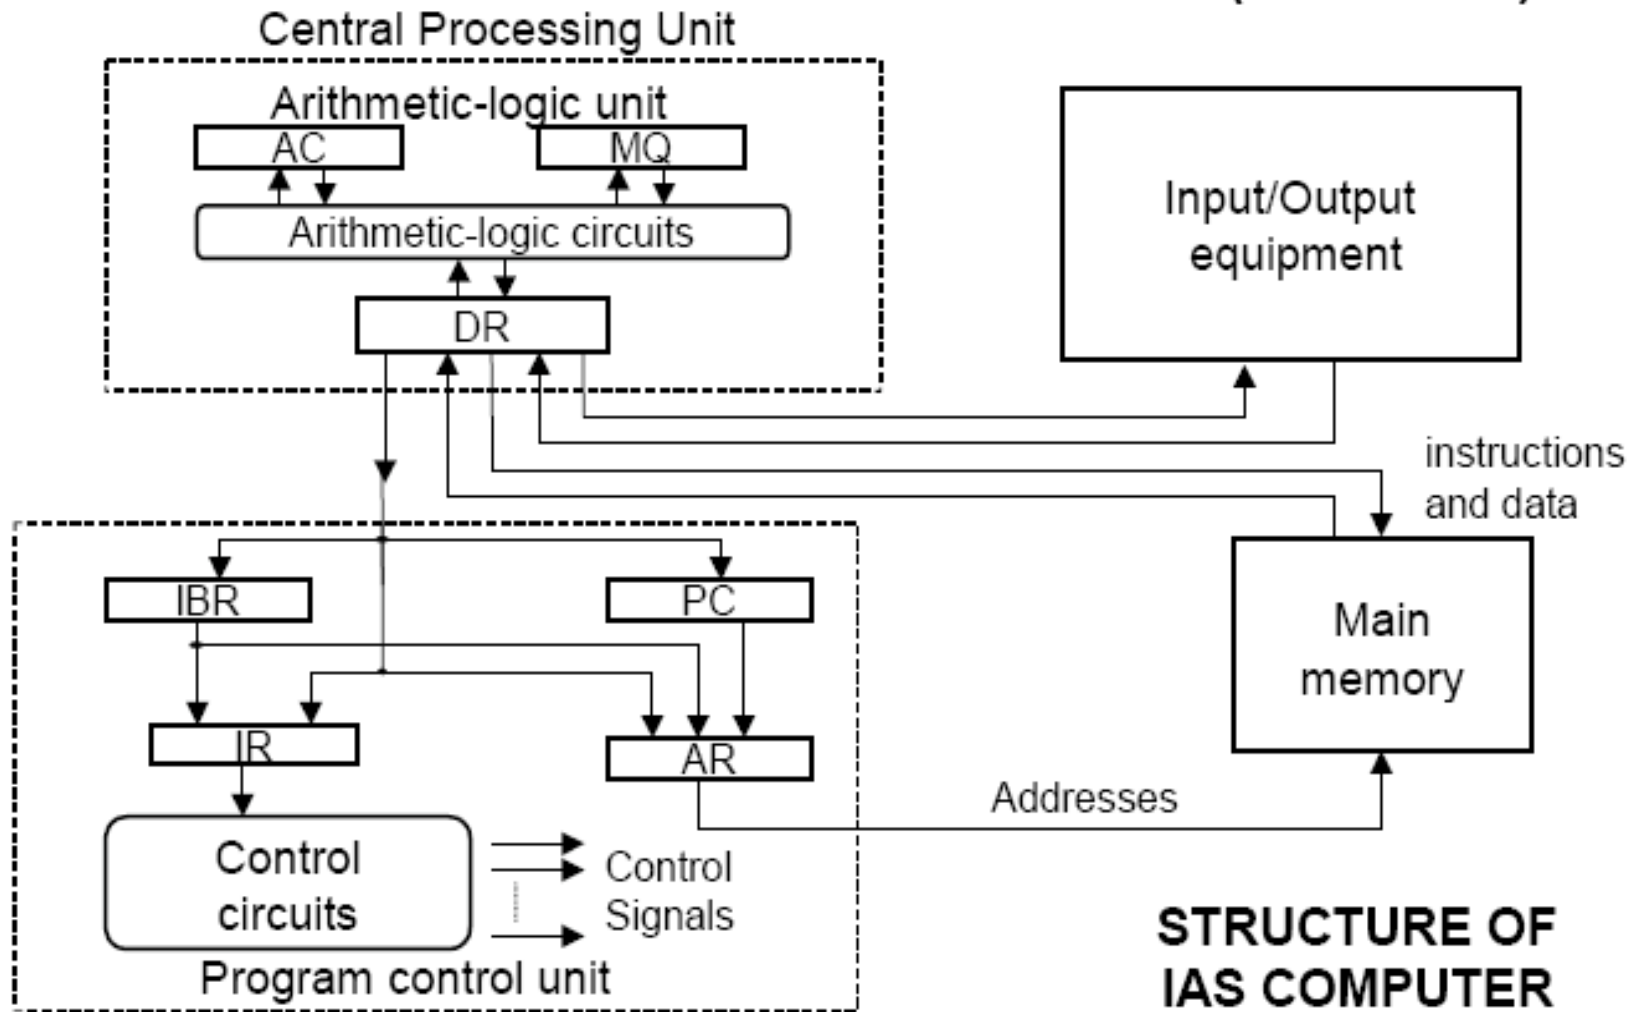 Central Processing Unit
Arithmetic-logic unit
AC
MQ
Arithmetic-logic circuits
DR
Input/Output
equipment
instructions
and data
IBR
PC
Main
memory
IR
AR
Addresses
Control
circuits
Control
Signals
Program control unit
STRUCTURE OF
IAS COMPUTER